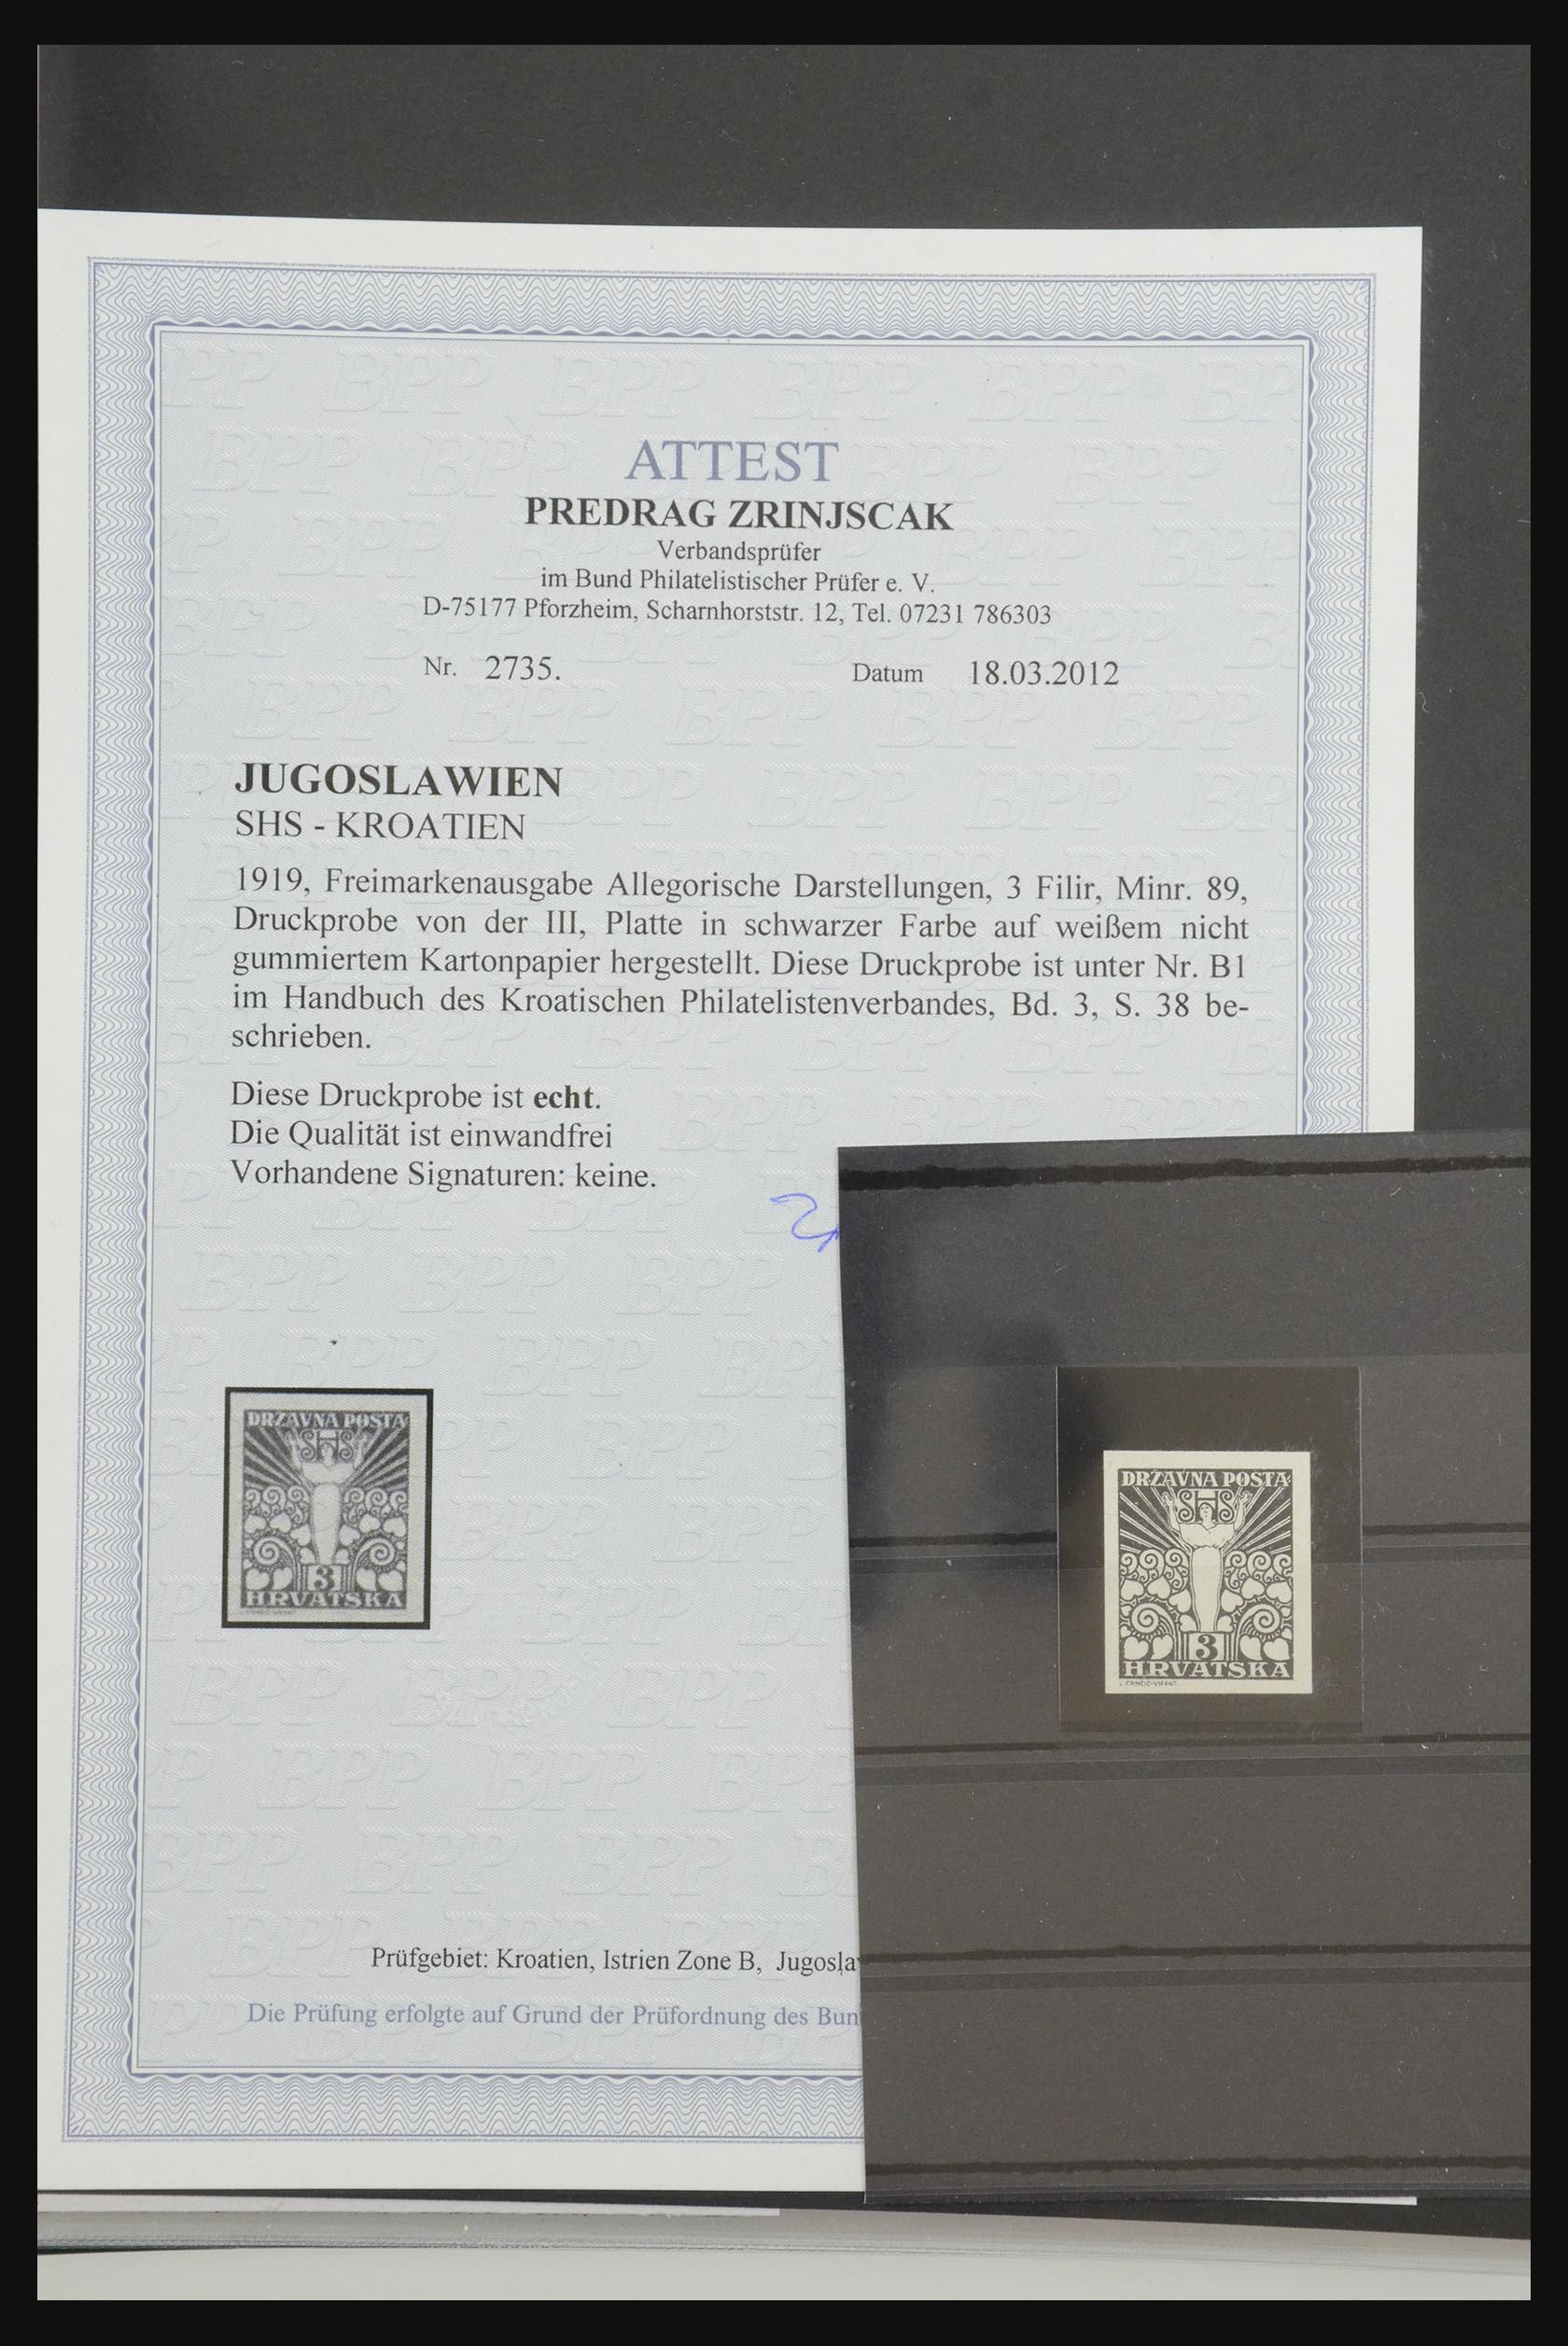 ATTEST
PREDRAG ZRINJSCAK
Verbandsprüfer
im Bund Philatelistischer Prüfer e. V.
D-75177 Pforzheim, Scharnhorststr. 12, Tel. 07231 786303
Nr. 2735. Datum 18.03.2012
JUGOSLAWIEN
SHS - KROATIEN
1919, Freimarkenausgabe Allegorische Darstellungen, 3 Filir, Minr. 89,
Druckprobe von der III, Platte in schwarzer Farbe auf weißem nicht
gummiertem Kartonpapier hergestellt. Diese Druckprobe ist unter Nr. B1
im Handbuch des Kroatischen Philatelistenverbandes, Bd. 3, S. 38 be-
schrieben.
Diese Druckprobe ist echt.
Die Qualität ist einwandfrei
Vorhandene Signaturen: keine.
DRZAVNA POSTA
SHS
3
HRVATSKA
DRZAVNA POSTA
SHS
3
HRVATSKA
Prüfgebiet: Kroatien, Istrien Zone B, Jugosla
Die Prüfung erfolgte auf Grund der Prüfordnung des Bun